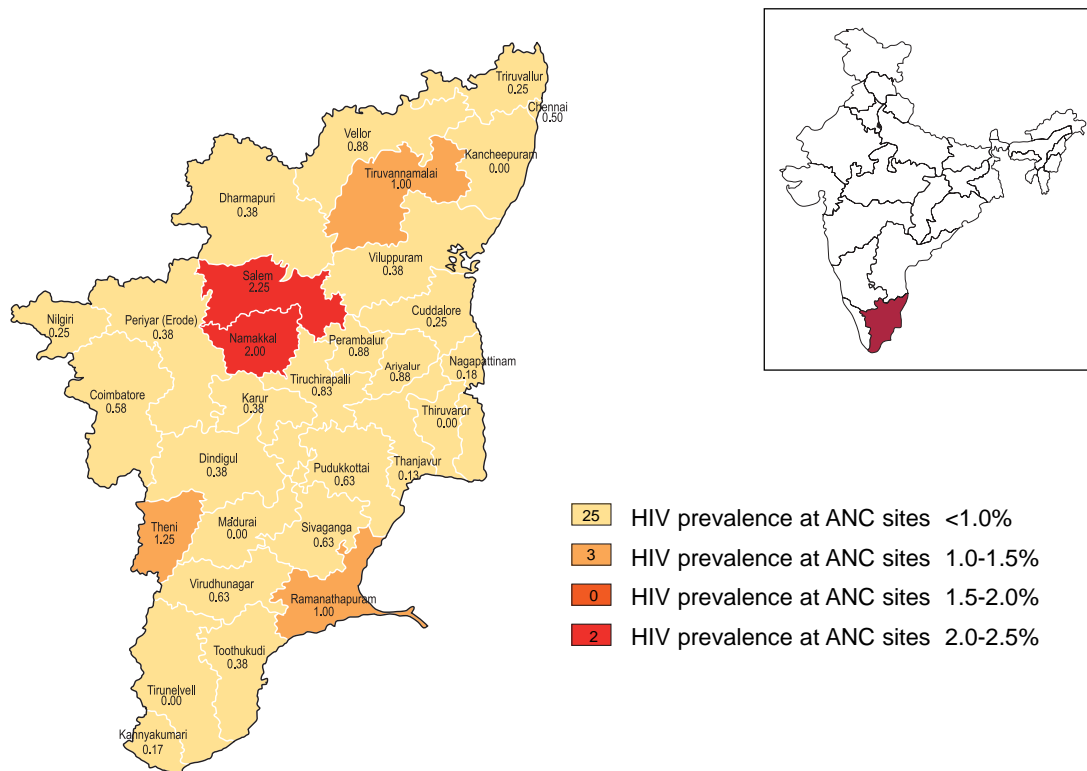 Triruvallur
0.25
Chennai
0.50
Vellor
0.88
Kancheepuram
0.00
Tiruvannamalai
1.00
Dharmapuri
0.38
Viluppuram
0.38
Salem
2.25
Cuddalore
0.25
Nilgiri
0.25
Periyar (Erode)
0.38
Namakkal
2.00
Perambalur
0.88
Ariyalur
0.88
Nagapattinam
0.18
Tiruchirapalli
0.83
Coimbatore
0.58
Karur
0.38
Thiruvarur
0.00
Dindigul
0.38
Pudukkottai
0.63
Thanjavur
0.13
Theni
1.25
Madurai
0.00
Sivaganga
0.63
Virudhunagar
0.63
Ramanathapuram
1.00
Toothukudi
0.38
Tirunelvell
0.00
Kannyakumari
0.17
25 HIV prevalence at ANC sites <1.0%
3 HIV prevalence at ANC sites 1.0-1.5%
0 HIV prevalence at ANC sites 1.5-2.0%
2 HIV prevalence at ANC sites 2.0-2.5%